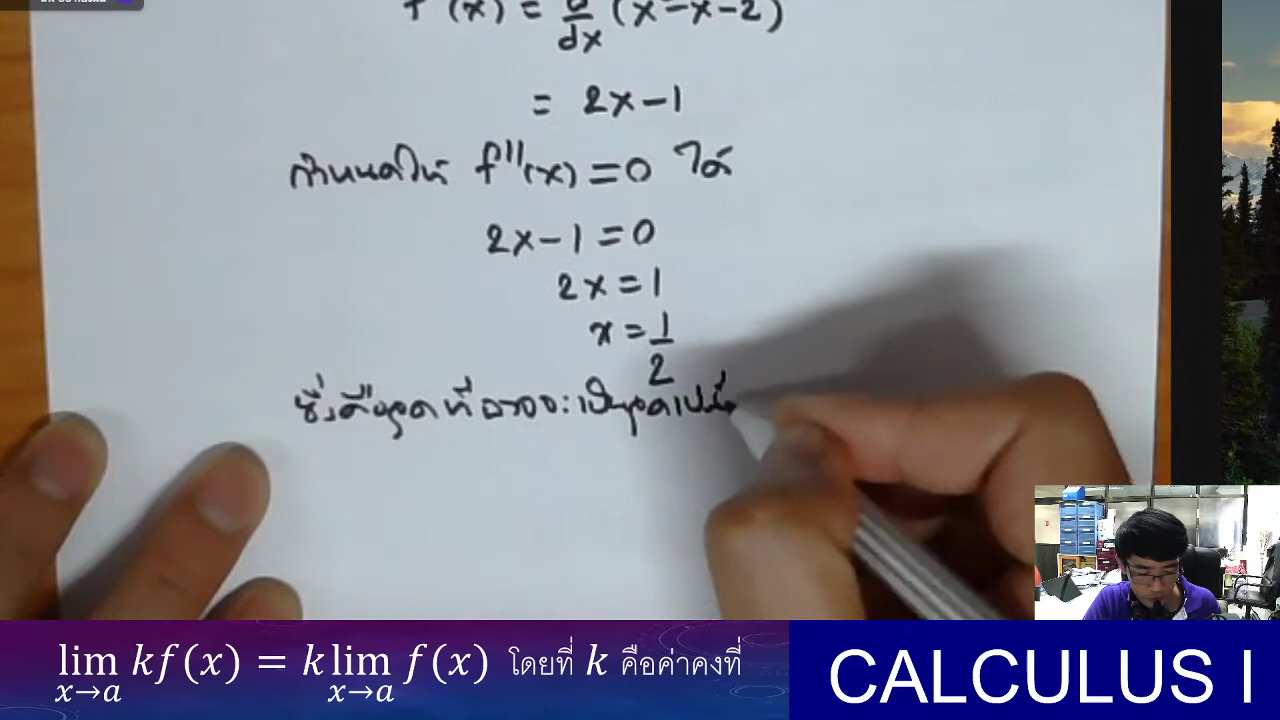 f''(x) = d/dx (x²-x-2)
= 2x-1
กำหนดให้ f''(x) = 0 ได้
2x-1=0
2x=1
x=1/2
ซึ่งคือจุดที่อาจจะเป็นจุดเปลี่
lim x→a kf(x) = k lim x→a f(x) โดยที่ k คือค่าคงที่
CALCULUS I